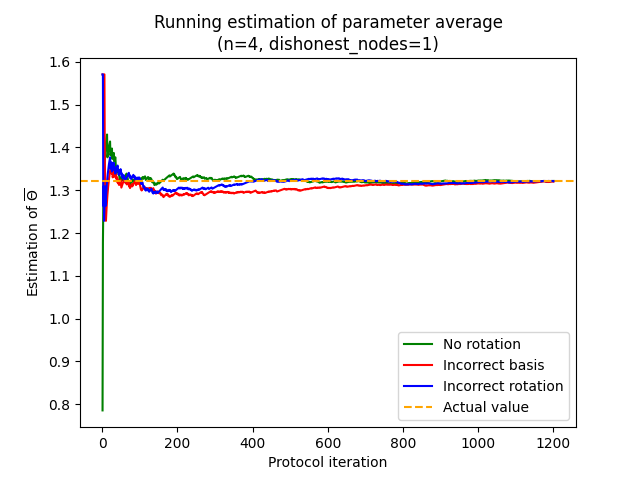 Running estimation of parameter average
(n=4, dishonest_nodes=1)
1.6
1.5
1.4
1.3
1.2
1.1
1.0
0.9
0.8
Estimation of Θ̅
No rotation
Incorrect basis
Incorrect rotation
Actual value
0 200 400 600 800 1000 1200
Protocol iteration